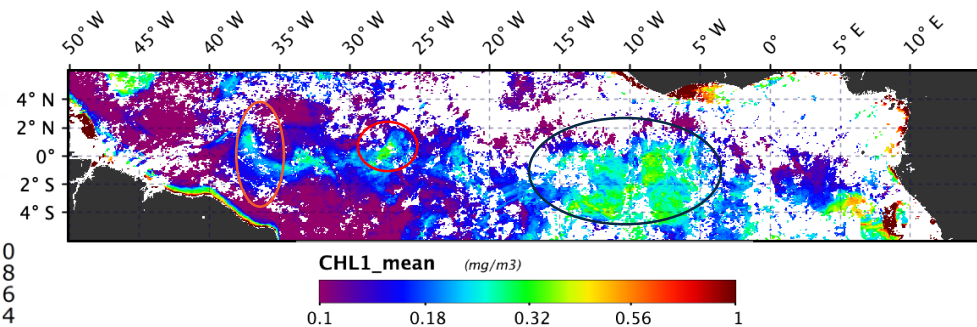 50° W 45° W 40° W 35° W 30° W 25° W 20° W 15° W 10° W 5° W 0° 5° E 10° E
4° N
2° N
0°
2° S
4° S
0
8
6
4
CHL1_mean (mg/m3)
0.1 0.18 0.32 0.56 1